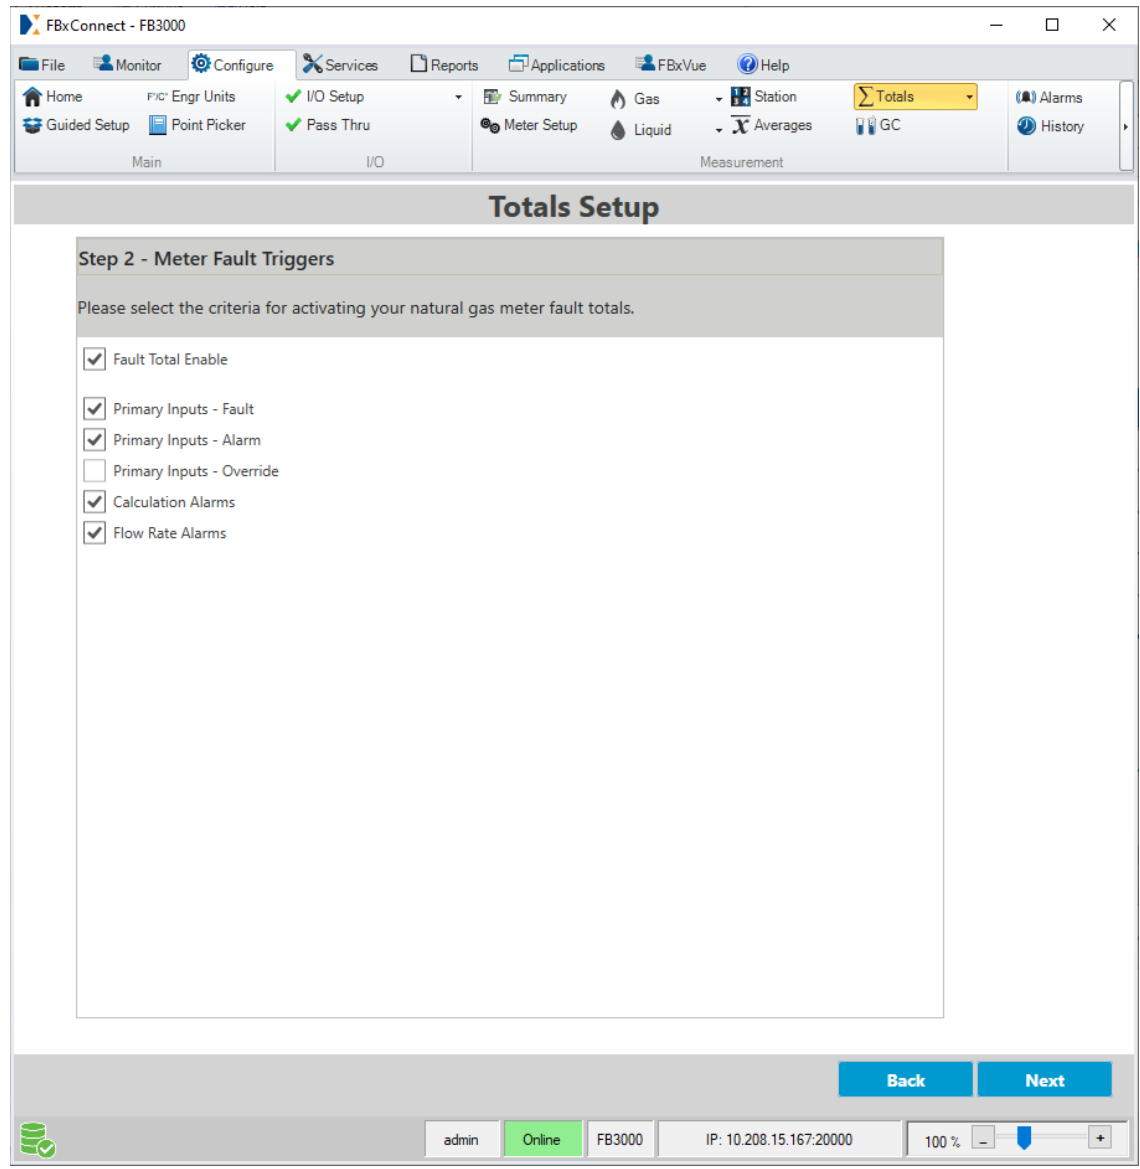 FBxConnect - FB3000
File Monitor Configure Services Reports Applications FBxVue Help
Home F°/C° Engr Units I/O Setup Summary Gas Station Totals Alarms
Guided Setup Point Picker Pass Thru Meter Setup Liquid Averages GC History
Main I/O Measurement
Totals Setup
Step 2 - Meter Fault Triggers
Please select the criteria for activating your natural gas meter fault totals.
Fault Total Enable
Primary Inputs - Fault
Primary Inputs - Alarm
Primary Inputs - Override
Calculation Alarms
Flow Rate Alarms
Back Next
admin Online FB3000 IP: 10.208.15.167:20000 100 %